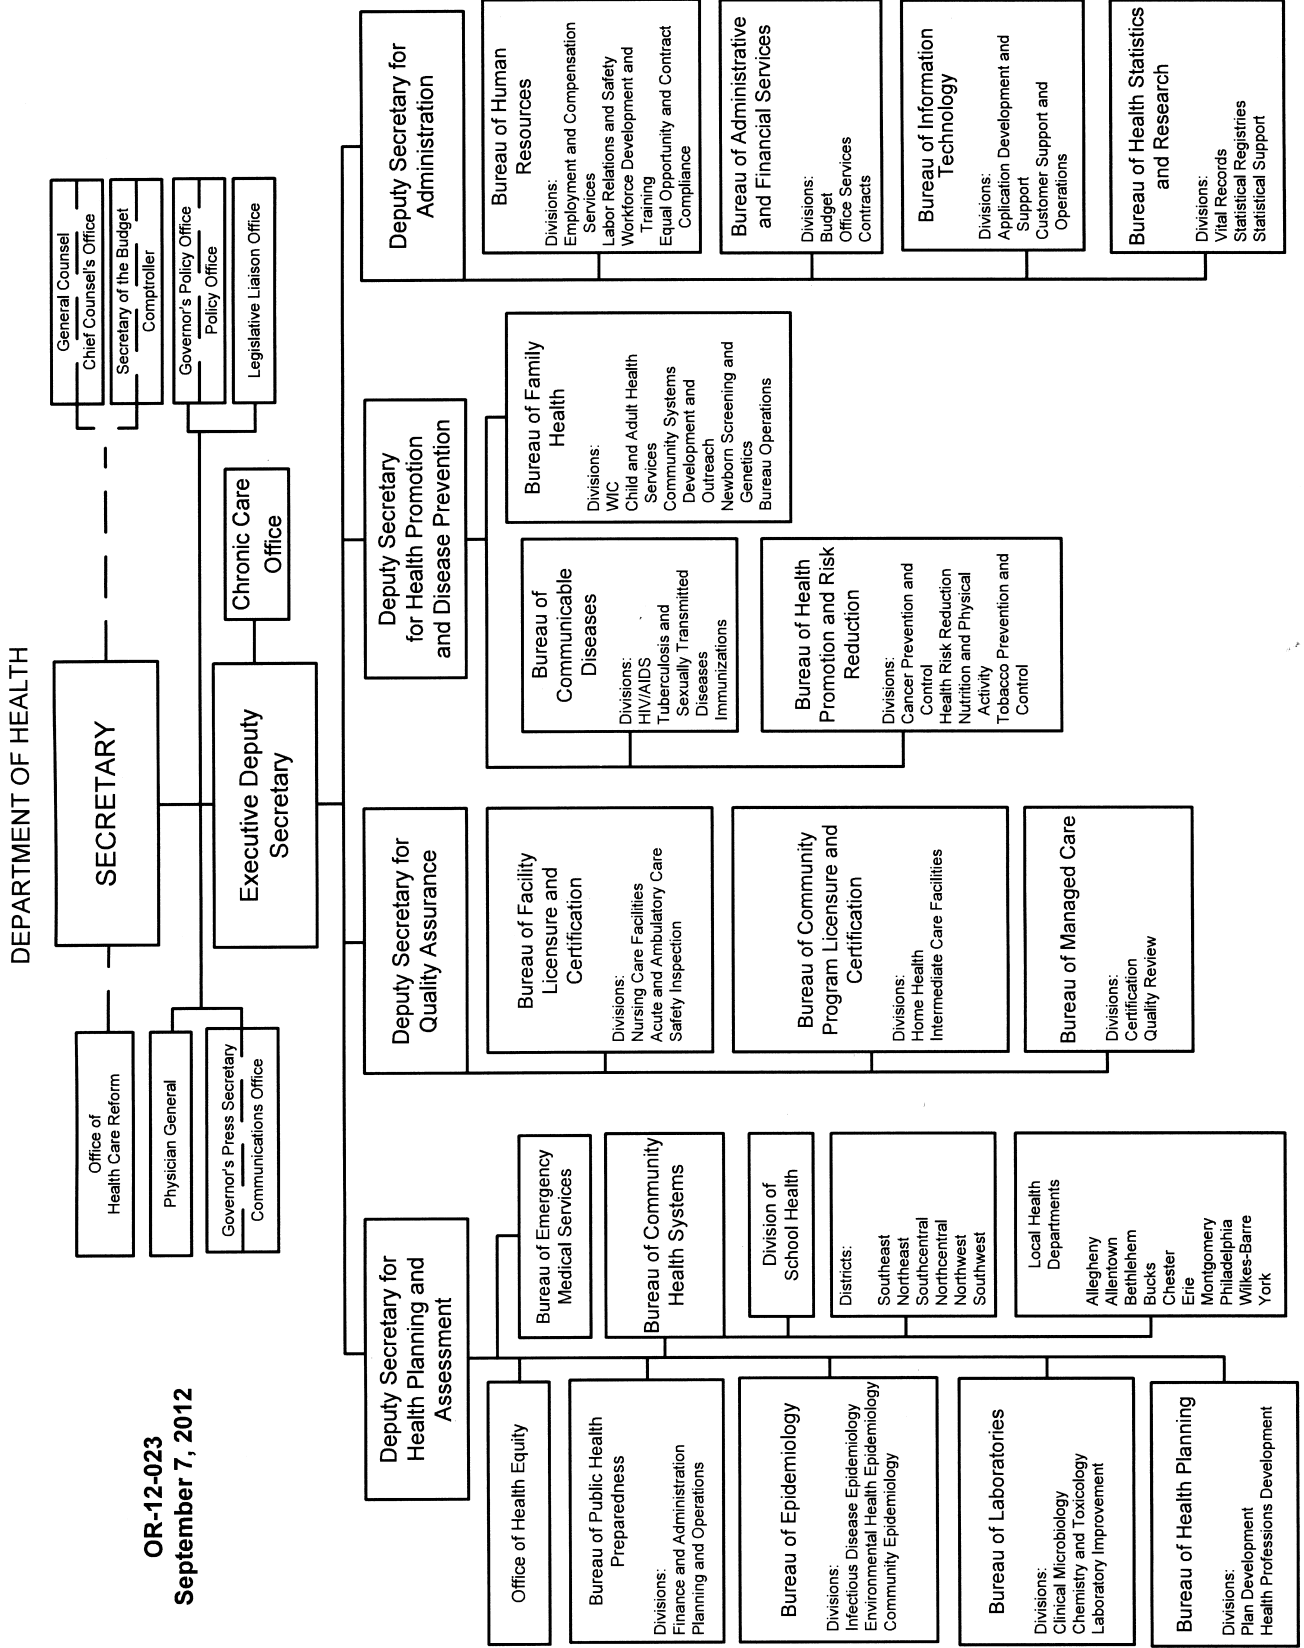 DEPARTMENT OF HEALTH
OR-12-023
September 7, 2012
Office of
Health Care Reform
Physician General
Governor's Press Secretary
Communications Office
SECRETARY
Executive Deputy
Secretary
Chronic Care
Office
General Counsel
Chief Counsel's Office
Secretary of the Budget
Comptroller
Governor's Policy Office
Policy Office
Legislative Liaison Office
Deputy Secretary for
Health Planning and
Assessment
Office of Health Equity
Bureau of Public Health
Preparedness
Divisions:
Finance and Administration
Planning and Operations
Bureau of Epidemiology
Divisions:
Infectious Disease Epidemiology
Environmental Health Epidemiology
Community Epidemiology
Bureau of Laboratories
Divisions:
Clinical Microbiology
Chemistry and Toxicology
Laboratory Improvement
Bureau of Health Planning
Divisions:
Plan Development
Health Professions Development
Bureau of Emergency
Medical Services
Bureau of Community
Health Systems
Division of
School Health
Districts:
Southeast
Northeast
Southcentral
Northcentral
Northwest
Southwest
Local Health
Departments
Allegheny
Allentown
Bethlehem
Bucks
Chester
Erie
Montgomery
Philadelphia
Wilkes-Barre
York
Deputy Secretary for
Quality Assurance
Bureau of Facility
Licensure and
Certification
Divisions:
Nursing Care Facilities
Acute and Ambulatory Care
Safety Inspection
Bureau of Community
Program Licensure and
Certification
Divisions:
Home Health
Intermediate Care Facilities
Bureau of Managed Care
Divisions:
Certification
Quality Review
Deputy Secretary
for Health Promotion
and Disease Prevention
Bureau of
Communicable
Diseases
Divisions:
HIV/AIDS
Tuberculosis and
Sexually Transmitted
Diseases
Immunizations
Bureau of Health
Promotion and Risk
Reduction
Divisions:
Cancer Prevention and
Control
Health Risk Reduction
Nutrition and Physical
Activity
Tobacco Prevention and
Control
Bureau of Family
Health
Divisions:
WIC
Child and Adult Health
Services
Community Systems
Development and
Outreach
Newborn Screening and
Genetics
Bureau Operations
Deputy Secretary for
Administration
Bureau of Human
Resources
Divisions:
Employment and Compensation
Services
Labor Relations and Safety
Workforce Development and
Training
Equal Opportunity and Contract
Compliance
Bureau of Administrative
and Financial Services
Divisions:
Budget
Office Services
Contracts
Bureau of Information
Technology
Divisions:
Application Development and
Support
Customer Support and
Operations
Bureau of Health Statistics
and Research
Divisions:
Vital Records
Statistical Registries
Statistical Support